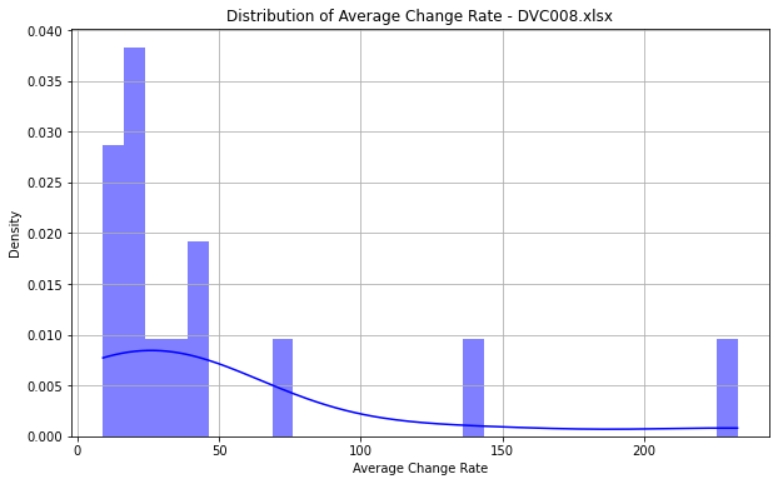 Distribution of Average Change Rate - DVC008.xlsx
0.040
0.035
0.030
0.025
0.020
0.015
0.010
0.005
0.000
Density
0 50 100 150 200
Average Change Rate